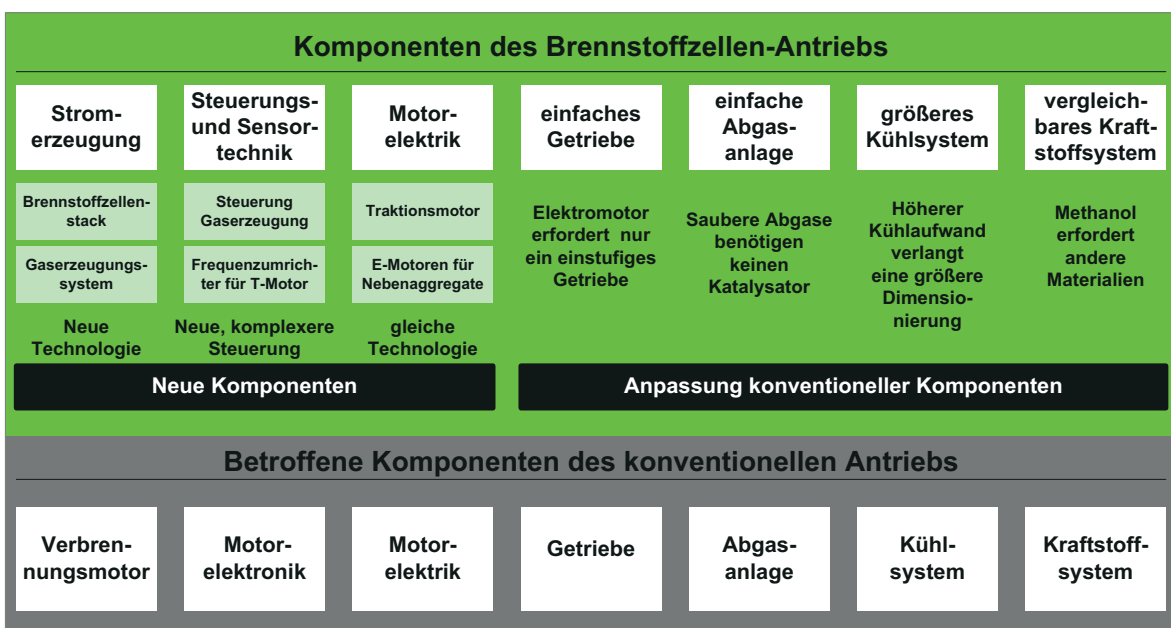 Komponenten des Brennstoffzellen-Antriebs
Strom-
erzeugung
Steuerungs-
und Sensor-
technik
Motor-
elektrik
einfaches
Getriebe
einfache
Abgas-
anlage
größeres
Kühlsystem
vergleich-
bares Kraft-
stoffsystem
Brennstoffzellen-
stack
Gaserzeugungs-
system
Neue
Technologie
Steuerung
Gaserzeugung
Frequenzumrich-
ter für T-Motor
Neue, komplexere
Steuerung
Traktionsmotor
E-Motoren für
Nebenaggregate
gleiche
Technologie
Elektromotor
erfordert nur
ein einstufiges
Getriebe
Saubere Abgase
benötigen
keinen
Katalysator
Höherer
Kühlaufwand
verlangt
eine größere
Dimensio-
nierung
Methanol
erfordert
andere
Materialien
Neue Komponenten
Anpassung konventioneller Komponenten
Betroffene Komponenten des konventionellen Antriebs
Verbren-
nungsmotor
Motor-
elektronik
Motor-
elektrik
Getriebe
Abgas-
anlage
Kühl-
system
Kraftstoff-
system